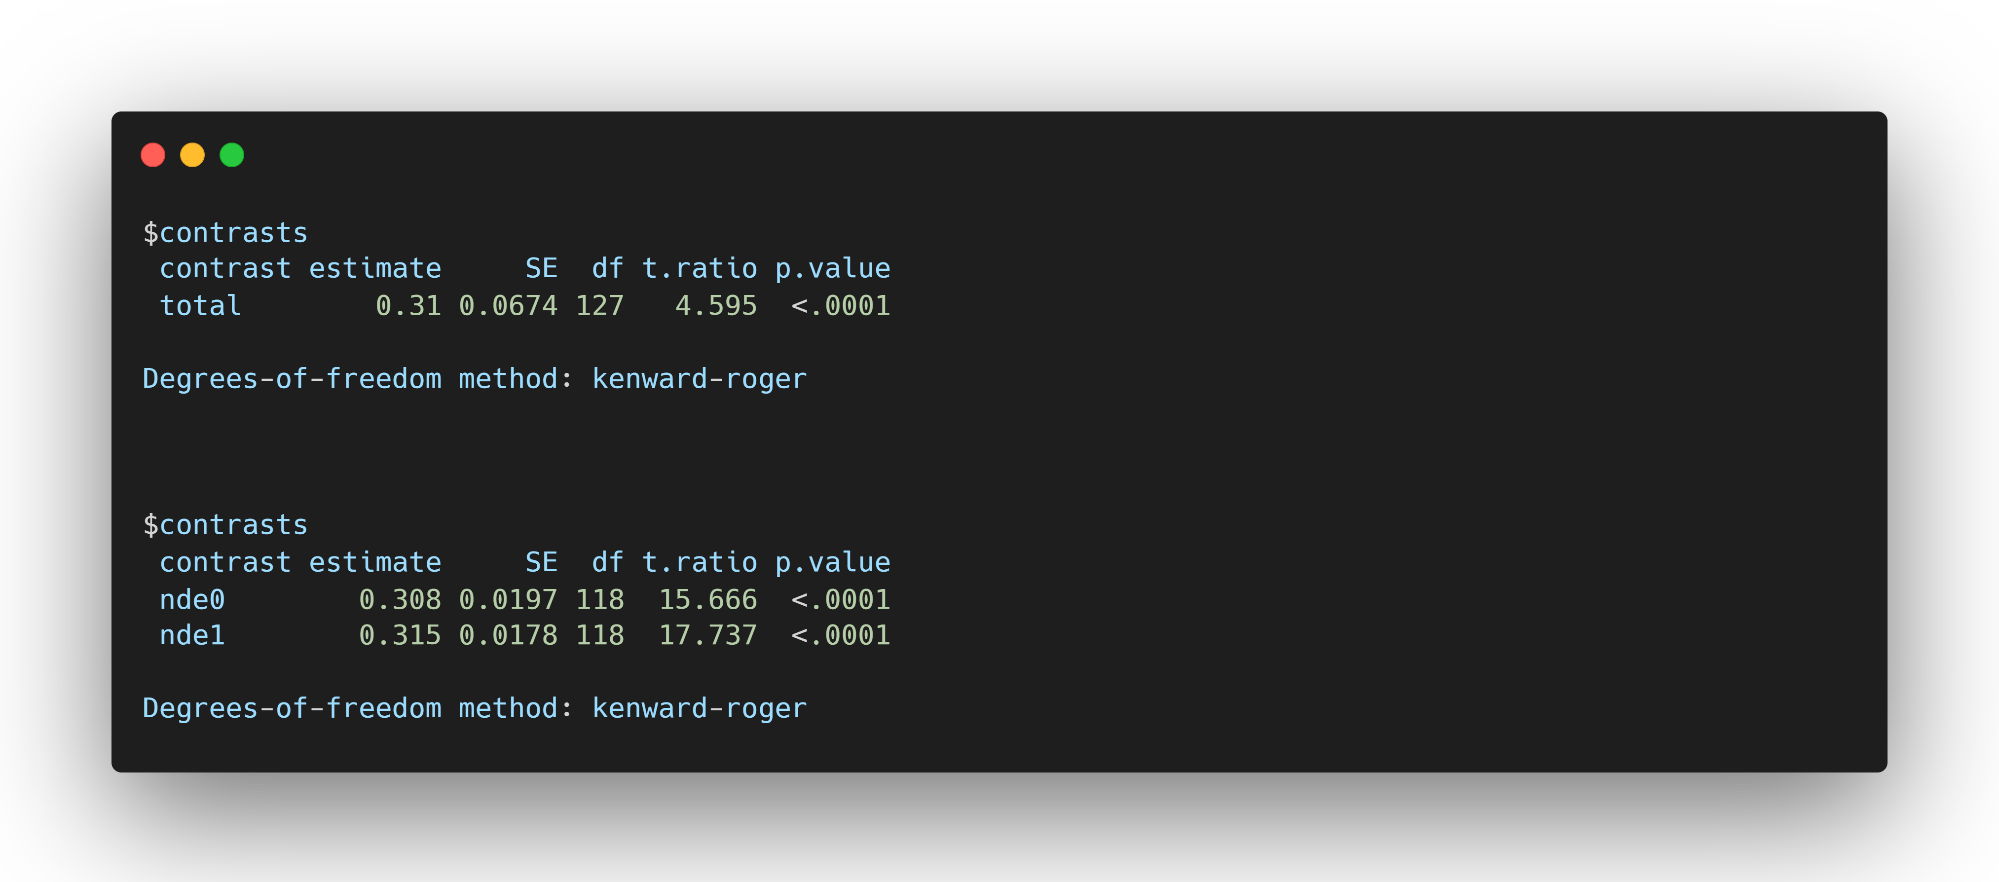 $contrasts
 contrast estimate     SE  df t.ratio p.value
 total        0.31 0.0674 127   4.595  <.0001
Degrees-of-freedom method: kenward-roger
$contrasts
 contrast estimate     SE  df t.ratio p.value
 nde0        0.308 0.0197 118  15.666  <.0001
 nde1        0.315 0.0178 118  17.737  <.0001
Degrees-of-freedom method: kenward-roger